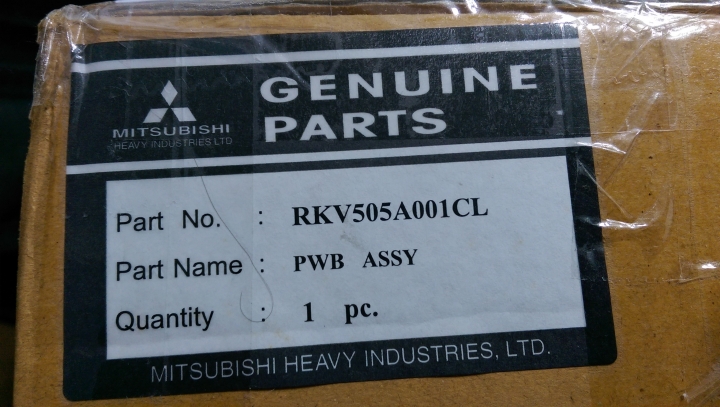 GENUINE
PARTS
MITSUBISHI
HEAVY INDUSTRIES LTD
Part No. : RKV505A001CL
Part Name : PWB ASSY
Quantity : 1 pc.
MITSUBISHI HEAVY INDUSTRIES, LTD.